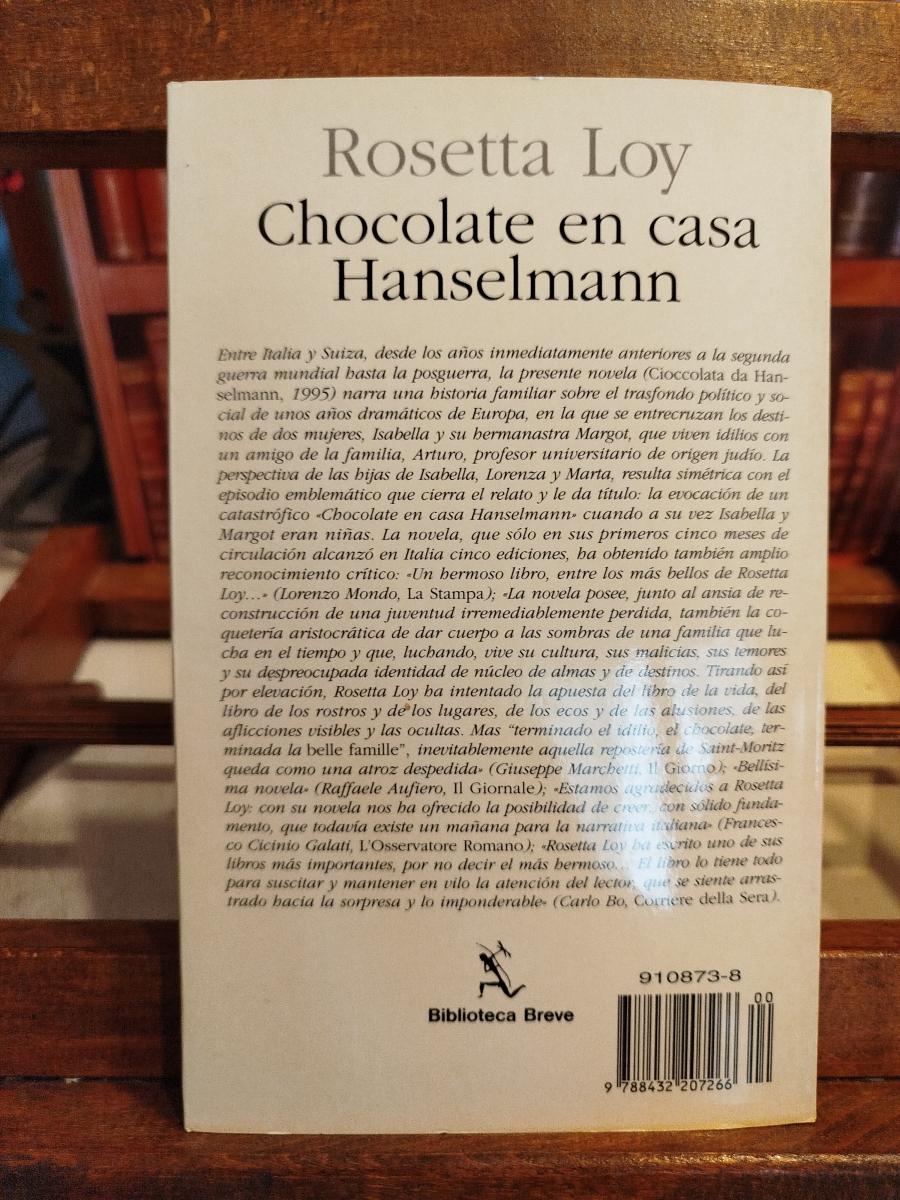 Rosetta Loy
Chocolate en casa
Hanselmann
Entre Italia y Suiza, desde los años inmediatamente anteriores a la segunda
guerra mundial hasta la posguerra, la presente novela (Cioccolata da Han-
selmann, 1995) narra una historia familiar sobre el trasfondo político y so-
cial de unos años dramáticos de Europa, en la que se entrecruzan los desti-
nos de dos mujeres, Isabella y su hermanastra Margot, que viven idilios con
un amigo de la familia, Arturo, profesor universitario de origen judío. La
perspectiva de las hijas de Isabella, Lorenza y Marta, resulta simétrica con el
episodio emblemático que cierra el relato y le da título: la evocación de un
catastrófico «Chocolate en casa Hanselmann» cuando a su vez Isabella y
Margot eran niñas. La novela, que sólo en sus primeros cinco meses de
circulación alcanzó en Italia cinco ediciones, ha obtenido también amplio
reconocimiento crítico: «Un hermoso libro, entre los más bellos de Rosetta
Loy...» (Lorenzo Mondo, La Stampa); «La novela posee, junto al ansia de re-
construcción de una juventud irremediablemente perdida, también la co-
quetería aristocrática de dar cuerpo a las sombras de una familia que lu-
cha en el tiempo y que, luchando, vive su cultura, sus malicias, sus temores
y su despreocupada identidad de núcleo de almas y de destinos. Tirando así
por elevación, Rosetta Loy ha intentado la apuesta del libro de la vida, del
libro de los rostros y de los lugares, de los ecos y de las alusiones, de las
aflicciones visibles y las ocultas. Mas "terminado el idilio, el chocolate, ter-
minada la belle famille", inevitablemente aquella repostería de Saint-Moritz
queda como una atroz despedida» (Giuseppe Marchetti, Il Giorno); «Bellísi-
ma novela» (Raffaele Aufiero, Il Giornale); «Estamos agradecidos a Rosetta
Loy: con su novela nos ha ofrecido la posibilidad de creer, con sólido funda-
mento, que todavía existe un mañana para la narrativa italiana» (Frances-
co Cicinio Galati, L'Osservatore Romano); «Rosetta Loy ha escrito uno de sus
libros más importantes, por no decir el más hermoso... El libro lo tiene todo
para suscitar y mantener en vilo la atención del lector, que se siente arras-
trado hacia la sorpresa y lo imponderable» (Carlo Bo, Corriere della Sera).
Biblioteca Breve
910873-8
00
9 788432 207266